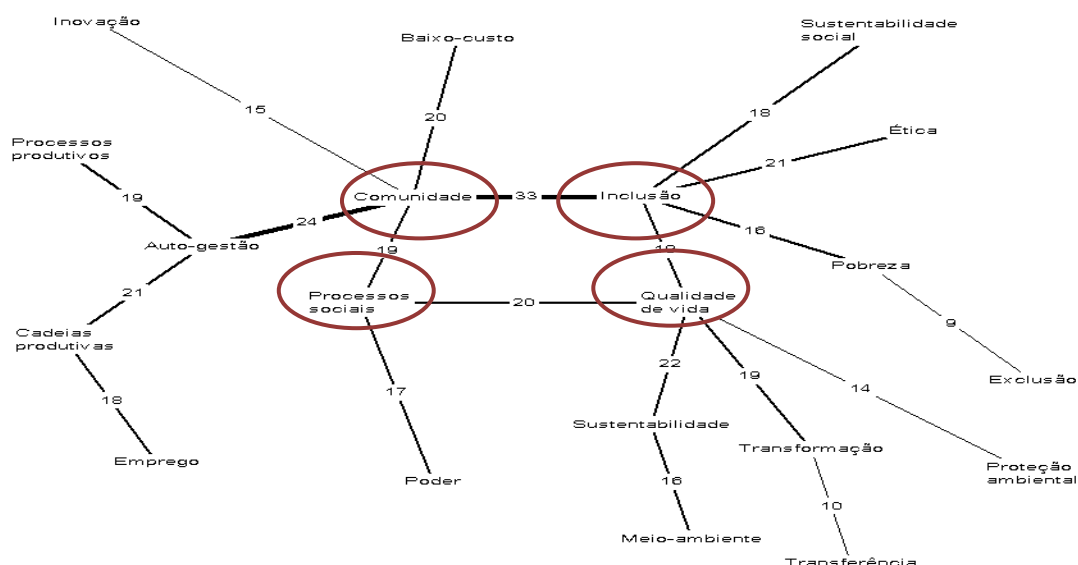 Inovação
Baixo-custo
Sustentabilidade
social
15
20
18
Ética
Processos
produtivos
21
19
Comunidade
33
Inclusão
24
16
Auto-gestão
19
Pobreza
21
Processos
sociais
20
Qualidade
de vida
9
Cadeias
produtivas
22
19
14
Exclusão
17
18
Sustentabilidade
Transformação
Emprego
Poder
16
Proteção
ambiental
10
Meio-ambiente
Transferência